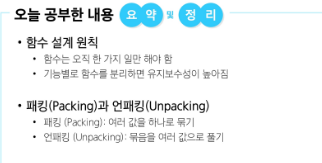 오늘 공부한 내용 요약 및 정리
• 함수 설계 원칙
• 함수는 오직 한 가지 일만 해야 함
• 기능별로 함수를 분리하면 유지보수성이 높아짐
• 패킹(Packing)과 언패킹(Unpacking)
• 패킹 (Packing): 여러 값을 하나로 묶기
• 언패킹 (Unpacking): 묶음을 여러 값으로 풀기